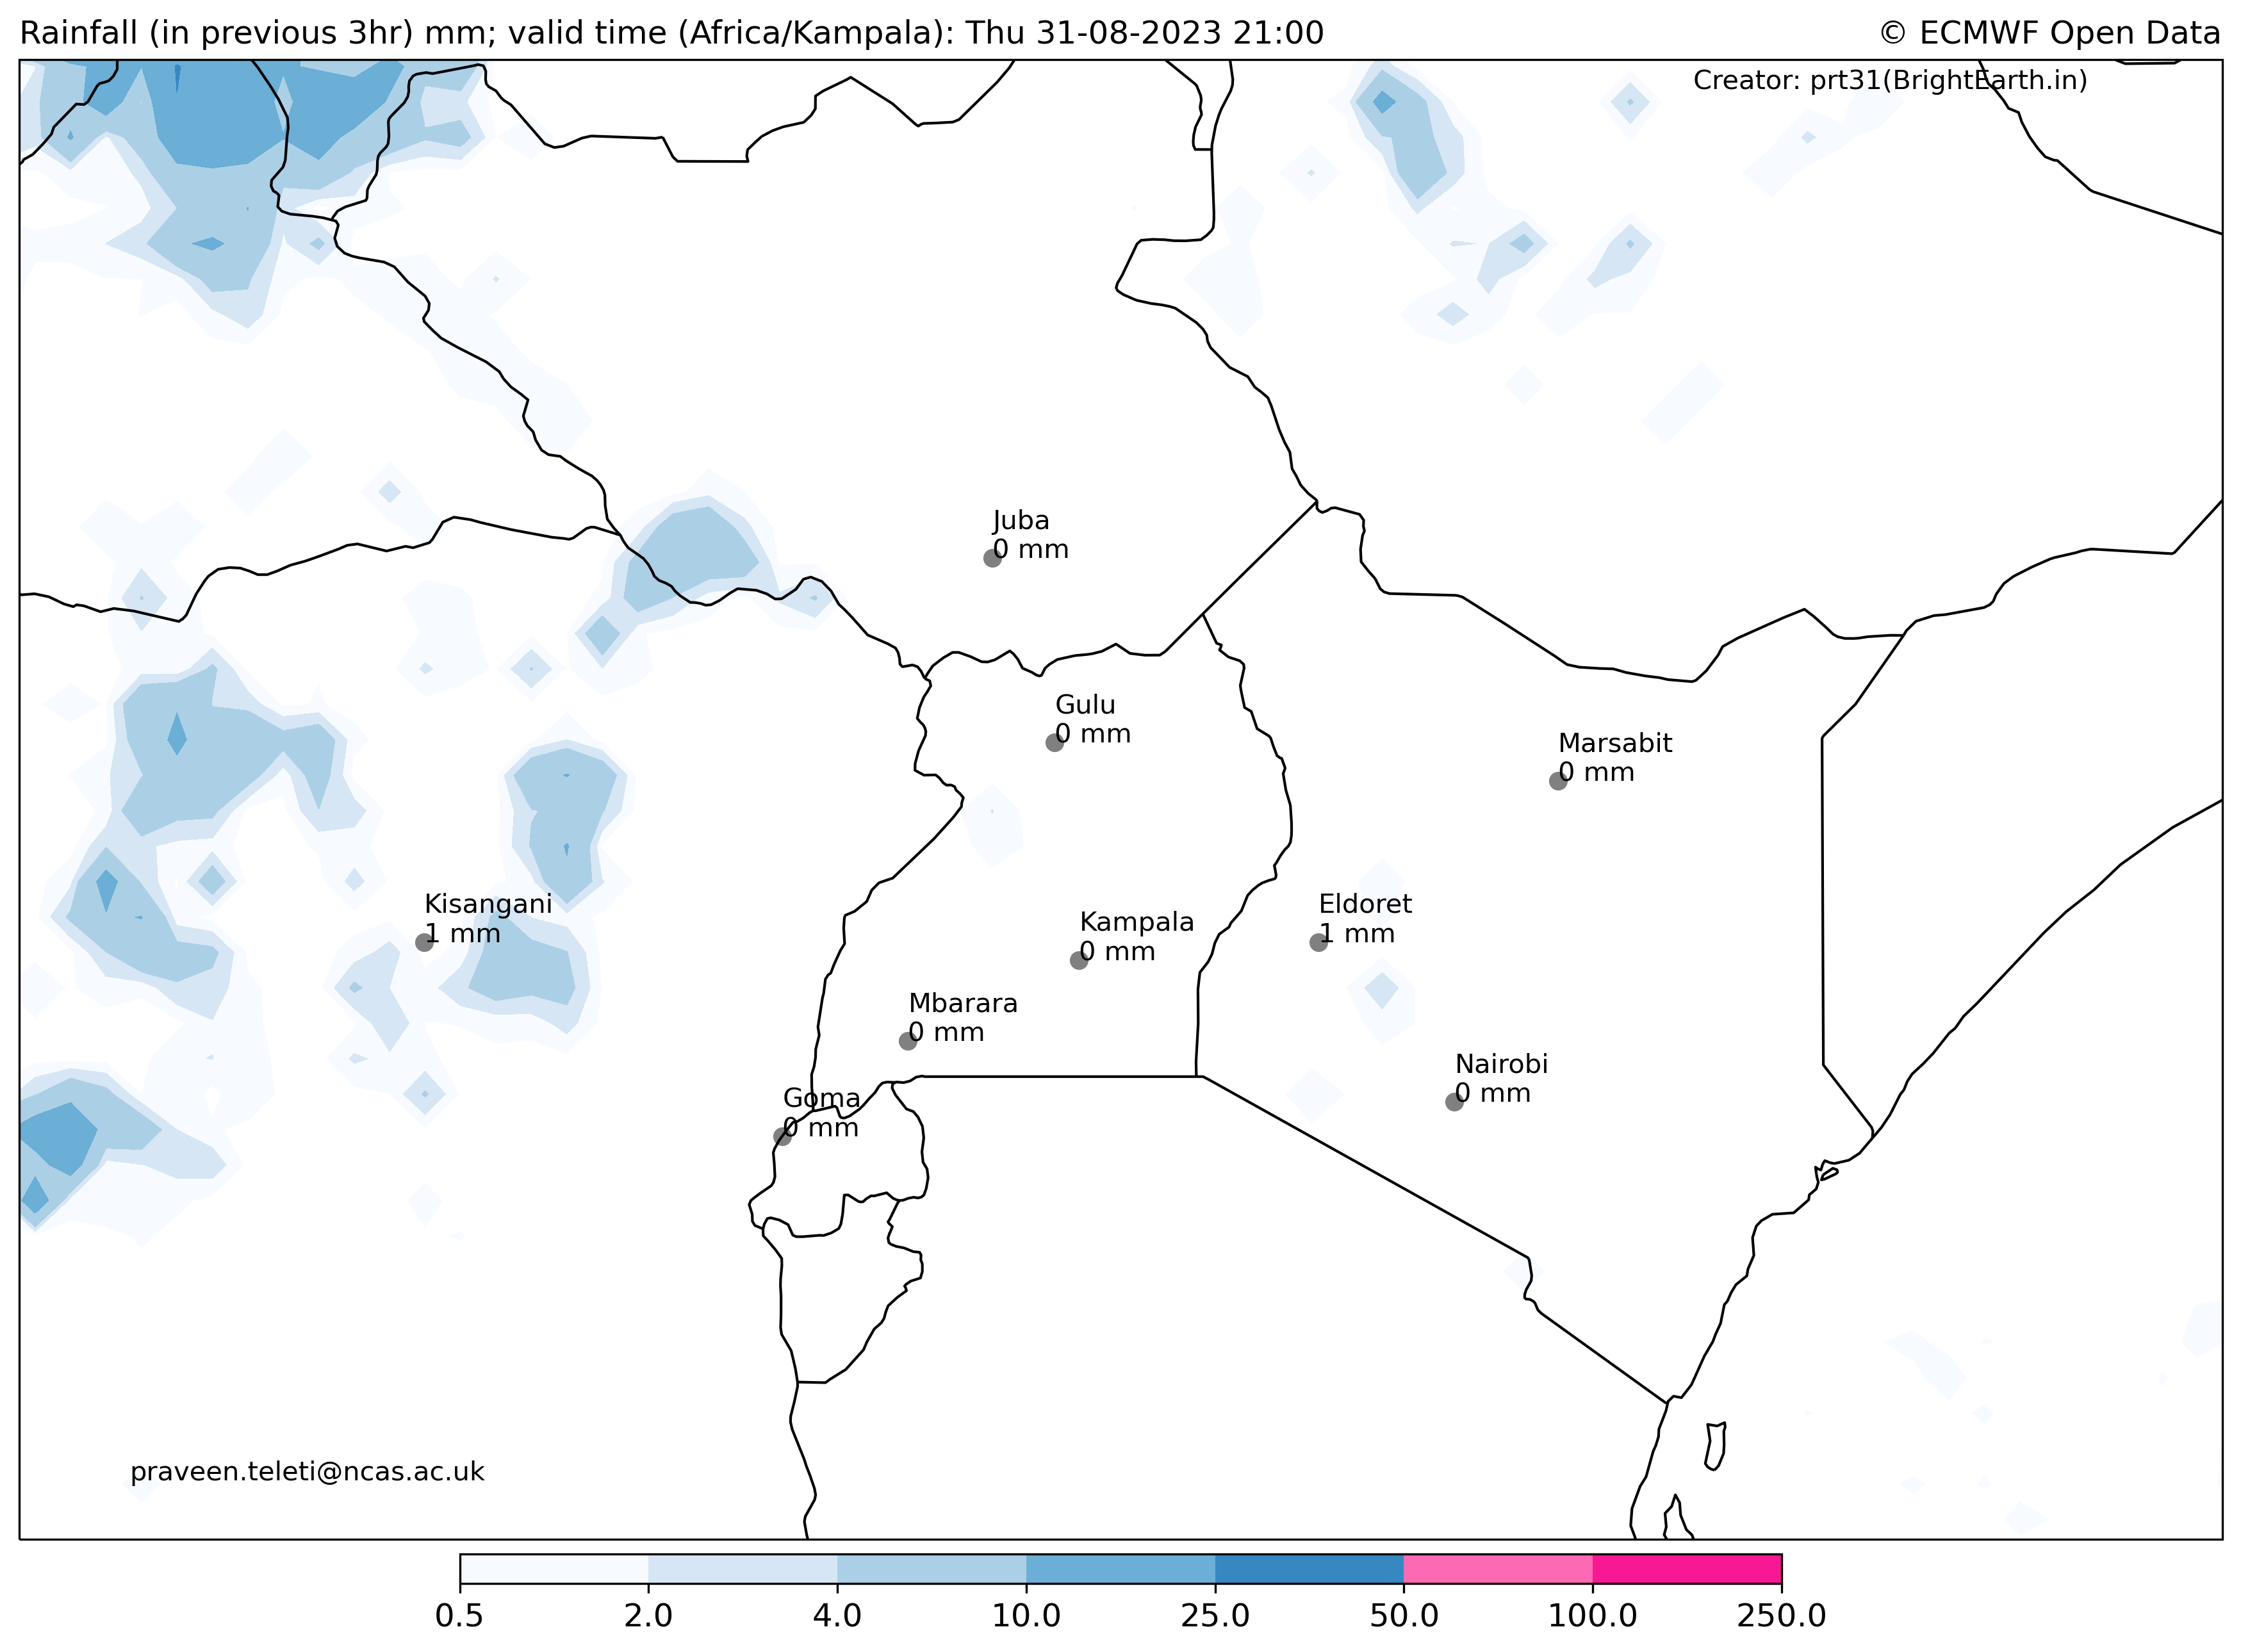 Rainfall (in previous 3hr) mm; valid time (Africa/Kampala): Thu 31-08-2023 21:00
© ECMWF Open Data
Creator: prt31(BrightEarth.in)
Juba
0 mm
Gulu
0 mm
Marsabit
0 mm
Kisangani
1 mm
Eldoret
1 mm
Kampala
0 mm
Mbarara
0 mm
Nairobi
0 mm
Goma
0 mm
praveen.teleti@ncas.ac.uk
0.5 2.0 4.0 10.0 25.0 50.0 100.0 250.0